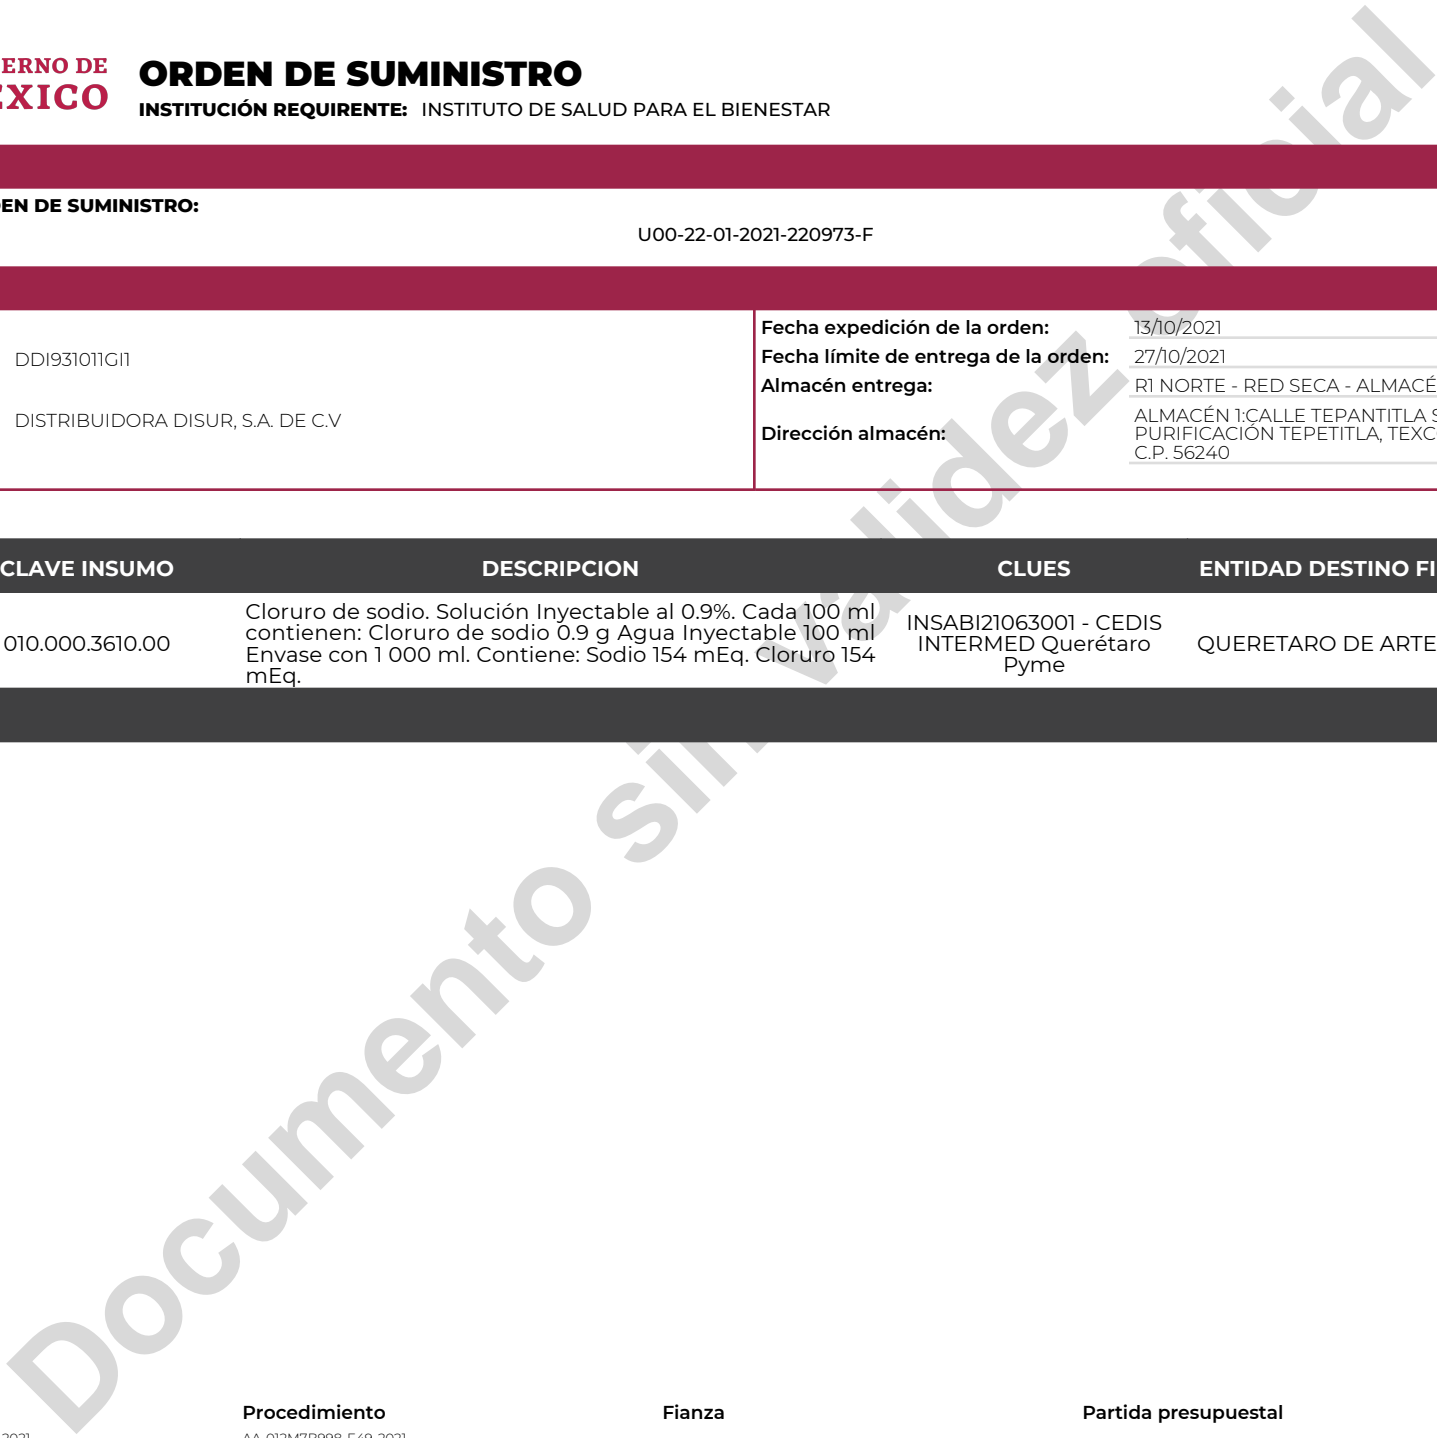 ERNO DE
EXICO
ORDEN DE SUMINISTRO
INSTITUCIÓN REQUIRENTE: INSTITUTO DE SALUD PARA EL BIENESTAR
EN DE SUMINISTRO:
U00-22-01-2021-220973-F
DDI931011GI1
DISTRIBUIDORA DISUR, S.A. DE C.V
Fecha expedición de la orden: 13/10/2021
Fecha límite de entrega de la orden: 27/10/2021
Almacén entrega: R1 NORTE - RED SECA - ALMACÉ
Dirección almacén:
ALMACÉN 1:CALLE TEPANTITLA S
PURIFICACIÓN TEPETITLA, TEXC
C.P. 56240
CLAVE INSUMO DESCRIPCION CLUES ENTIDAD DESTINO FI
010.000.3610.00
Cloruro de sodio. Solución Inyectable al 0.9%. Cada 100 ml
contienen: Cloruro de sodio 0.9 g Agua Inyectable 100 ml
Envase con 1 000 ml. Contiene: Sodio 154 mEq. Cloruro 154
mEq.
INSABI21063001 - CEDIS
INTERMED Querétaro
Pyme
QUERETARO DE ARTE
Documento sin validez oficial
Procedimiento Fianza Partida presupuestal